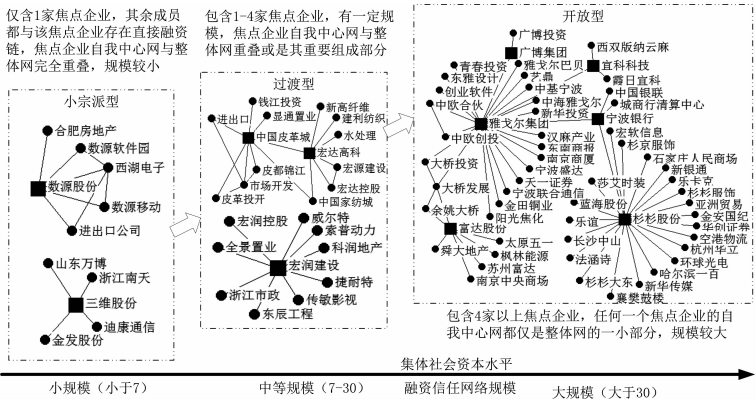 仅含1家焦点企业，其余成员
都与该焦点企业存在直接融资
链，焦点企业自我中心网与整
体网完全重叠，规模较小
包含1-4家焦点企业，有一定规
模，焦点企业自我中心网与整
体网重叠或是其重要组成部分
开放型
小宗派型
合肥房地产
数源软件园
西湖电子
数源股份
数源移动
进出口公司
山东万博
浙江南天
三维股份
迪康通信
金发股份
过渡型
钱江投资
进出口
显通置业
中国皮革城
新高纤维
建利纺织
水处理
宏达高科
皮都锦江
宏源建设
市场开发
宏达控股
皮革投开
中国家纺城
宏润控股
威尔特
索普动力
全景置业
科润地产
宏润建设
捷耐特
浙江市政
传敏影视
东辰工程
广博投资
广博集团
西双版纳云麻
青春投资
雅戈尔巴贝
宜科科技
东雅设计
艺鼎
霞日宜科
创业软件
中基宁波
中国银联
中欧合伙
中海雅戈尔
城商行清算中心
新华投资
雅戈尔集团
宁波银行
中欧创投
汉麻产业
宏软信息
东南商报
杉京服饰
大桥投资
南京商厦
石家庄人民商场
宁波盛达
新银通
大桥发展
天一证券
莎艾时装
乐卡克
宁波联合通信
杉杉服饰
余姚大桥
金田铜业
蓝海股份
亚洲贸易
阳光焦化
乐谊
杉杉股份
金安国纪
富达股份
华创证券
太原五一
长沙中山
空港物流
舜大地产
枫林能源
杭州华立
法涵诗
环球光电
苏州富达
哈尔滨一百
南京中央商场
杉杉大东
新华传媒
襄樊鼓楼
包含4家以上焦点企业，任何一个焦点企业的自
我中心网都仅是整体网的一小部分，规模较大
集体社会资本水平
小规模（小于7）
中等规模（7-30）
融资信任网络规模
大规模（大于30）